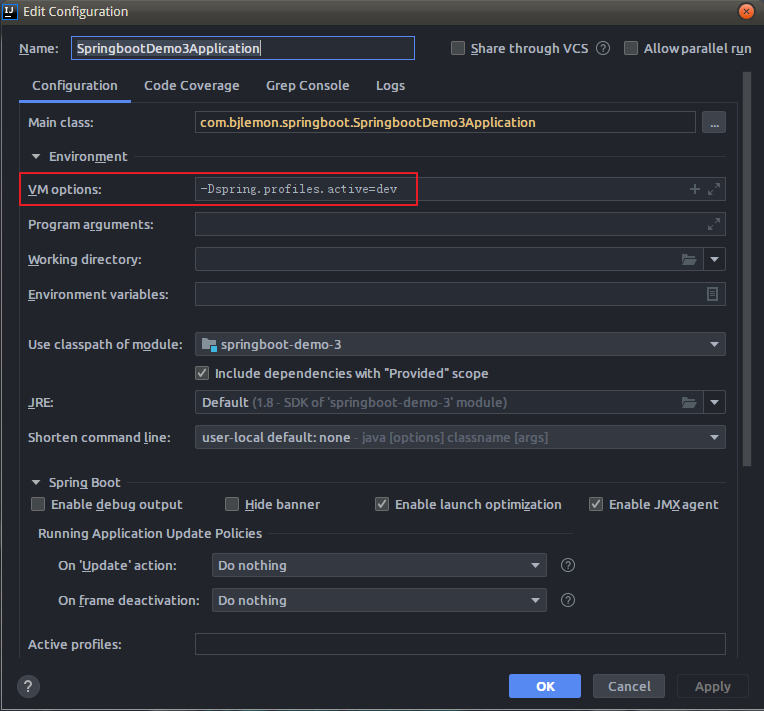 Edit Configuration
Name: SpringbootDemo3Application Share through VCS ? Allow parallel run
Configuration Code Coverage Grep Console Logs
Main class: com.bjlemon.springboot.SpringbootDemo3Application ...
Environment
VM options: -Dspring.profiles.active=dev
Program arguments:
Working directory:
Environment variables:
Use classpath of module: springboot-demo-3
Include dependencies with "Provided" scope
JRE: Default (1.8 - SDK of 'springboot-demo-3' module)
Shorten command line: user-local default: none - java [options] classname [args]
Spring Boot
Enable debug output Hide banner Enable launch optimization Enable JMX agent
Running Application Update Policies
On 'Update' action: Do nothing ?
On frame deactivation: Do nothing ?
Active profiles:
? OK Cancel Apply